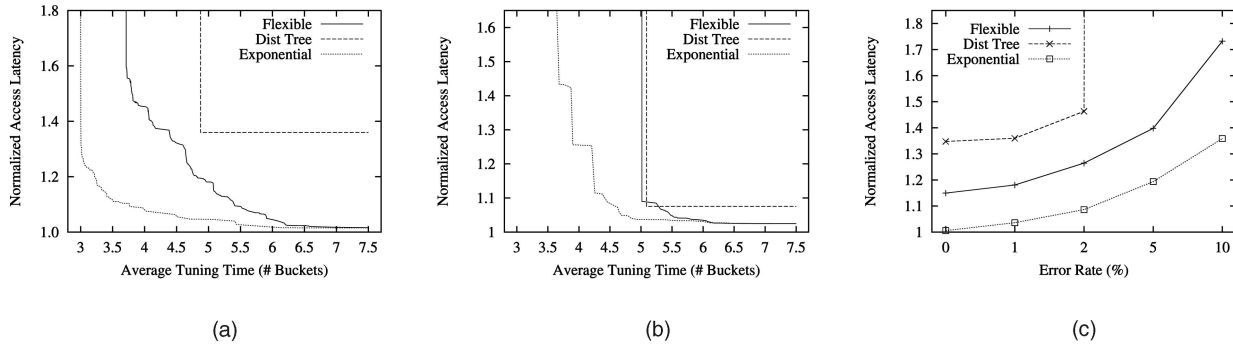 Normalized Access Latency
1.8
1.6
1.4
1.2
1.0
Flexible
Dist Tree
Exponential
3 3.5 4 4.5 5 5.5 6 6.5 7 7.5
Average Tuning Time (# Buckets)
(a)
Normalized Access Latency
1.6
1.5
1.4
1.3
1.2
1.1
1
Flexible
Dist Tree
Exponential
3 3.5 4 4.5 5 5.5 6 6.5 7 7.5
Average Tuning Time (# Buckets)
(b)
Normalized Access Latency
1.8
1.7
1.6
1.5
1.4
1.3
1.2
1.1
1
Flexible
Dist Tree
Exponential
0 1 2 5 10
Error Rate (%)
(c)